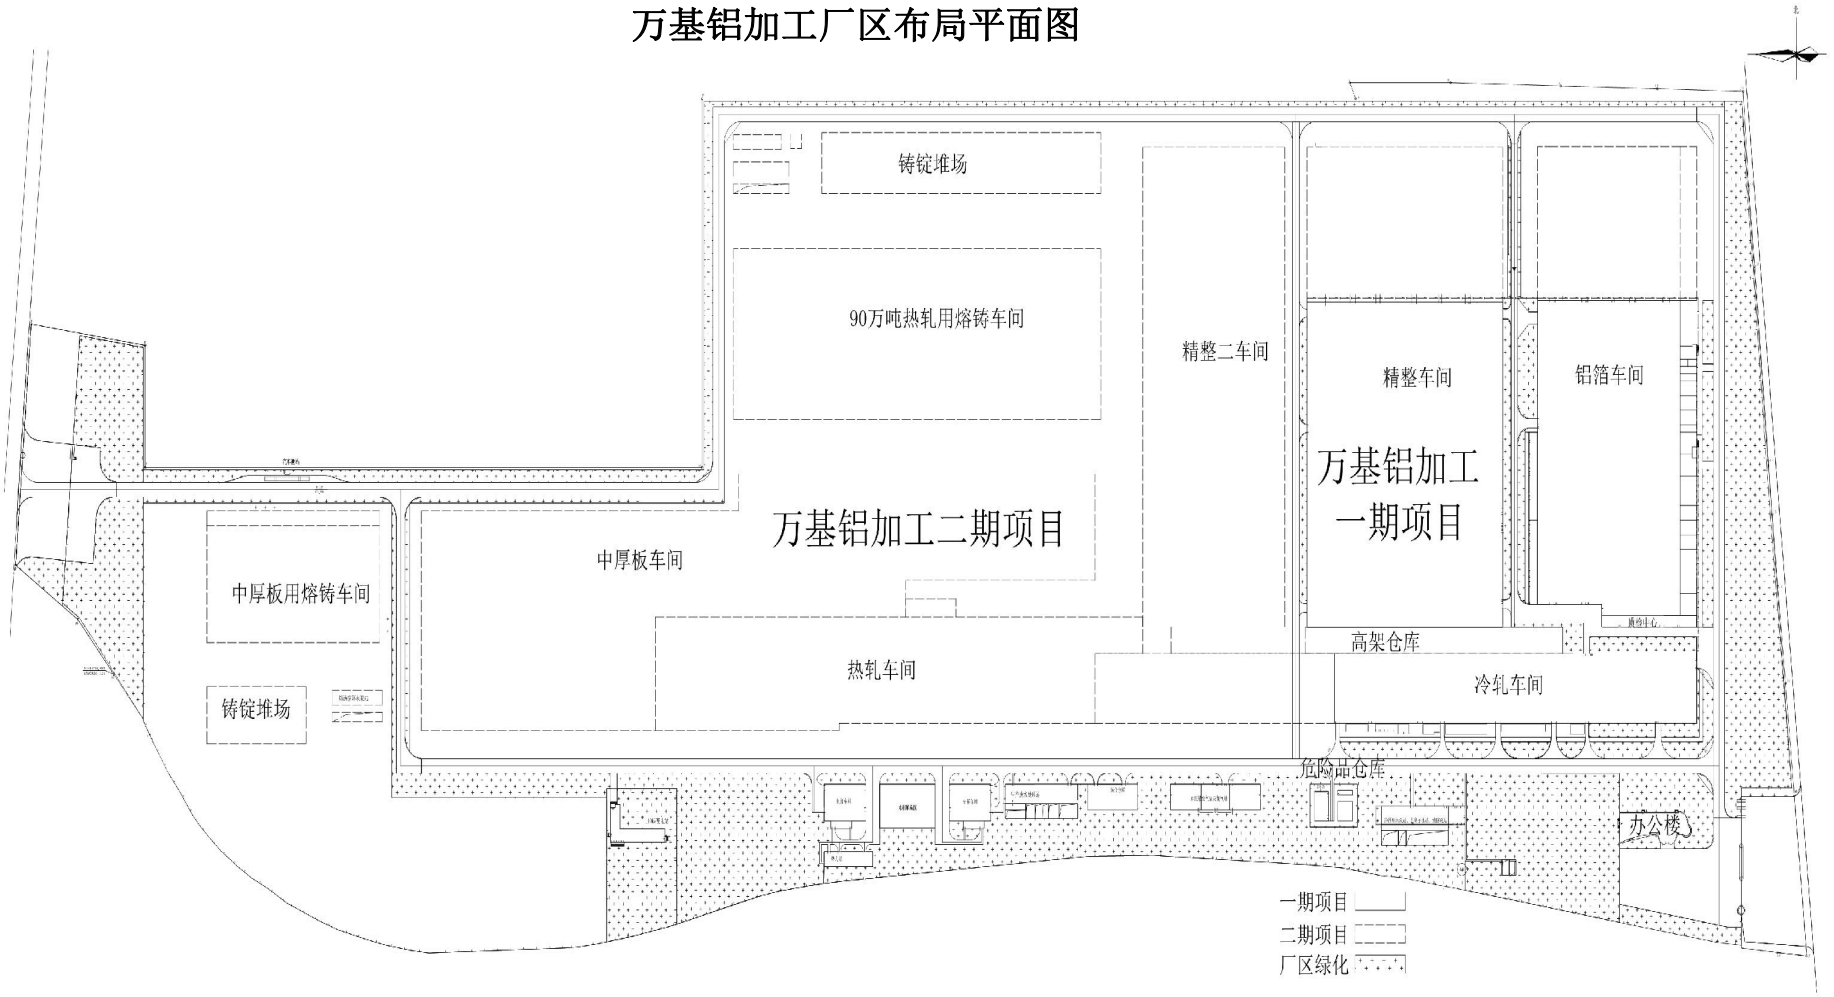 万基铝加工厂区布局平面图
北
铸锭堆场
90万吨热轧用熔铸车间
精整二车间
精整车间
铝箔车间
万基铝加工
一期项目
万基铝加工二期项目
中厚板车间
中厚板用熔铸车间
质检中心
高架仓库
热轧车间
冷轧车间
铸锭堆场
危险品仓库
办公楼
一期项目
二期项目
厂区绿化